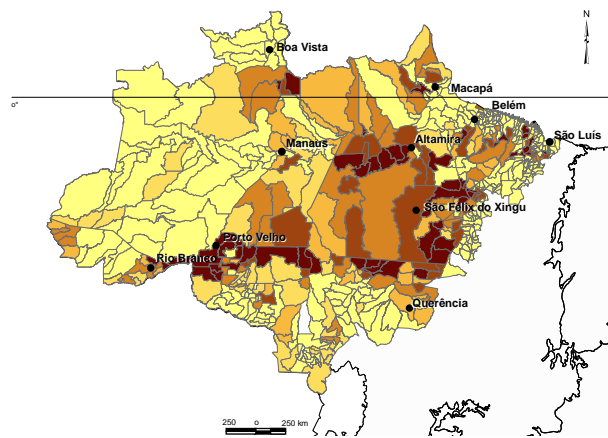 N
Boa Vista
Macapá
0°
Belém
Manaus
Altamira
São Luís
São Félix do Xingu
Porto Velho
Rio Branco
Querência
250 0 250 km